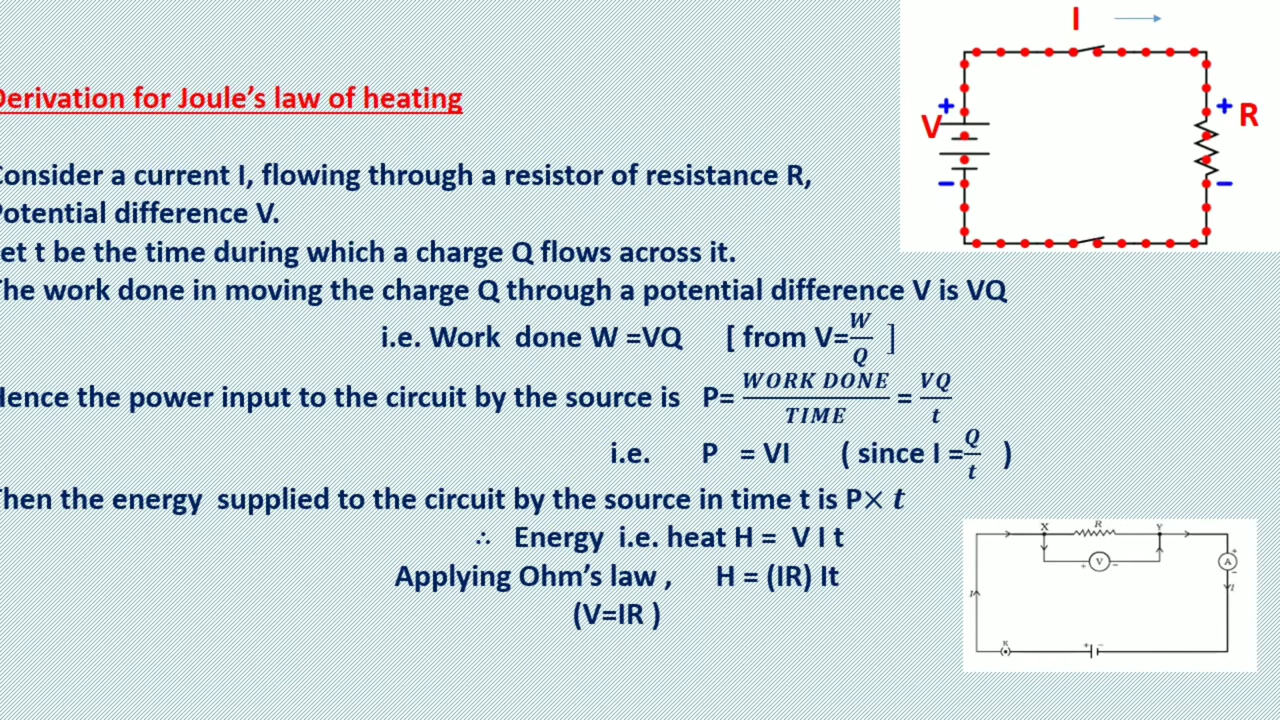 Derivation for Joule's law of heating
Consider a current I, flowing through a resistor of resistance R,
Potential difference V.
Let t be the time during which a charge Q flows across it.
The work done in moving the charge Q through a potential difference V is VQ
i.e. Work done W =VQ [ from V=W/Q ]
Hence the power input to the circuit by the source is P= WORK DONE/TIME = VQ/t
i.e. P = VI ( since I =Q/t )
Then the energy supplied to the circuit by the source in time t is P× t
∴ Energy i.e. heat H = V I t
Applying Ohm's law , H = (IR) It
(V=IR )
I
+ +
V R
− −
X R Y
+ V −
+
A
−
I I
K + −